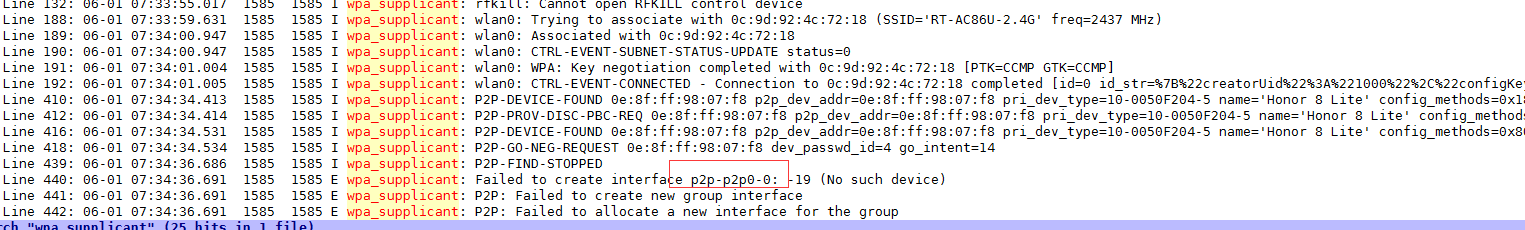 Line 132: 06-01 07:33:55.017 1585 1585 I wpa_supplicant: rfkill: Cannot open RFKILL control device
Line 188: 06-01 07:33:59.631 1585 1585 I wpa_supplicant: wlan0: Trying to associate with 0c:9d:92:4c:72:18 (SSID='RT-AC86U-2.4G' freq=2437 MHz)
Line 189: 06-01 07:34:00.947 1585 1585 I wpa_supplicant: wlan0: Associated with 0c:9d:92:4c:72:18
Line 190: 06-01 07:34:00.947 1585 1585 I wpa_supplicant: wlan0: CTRL-EVENT-SUBNET-STATUS-UPDATE status=0
Line 191: 06-01 07:34:01.004 1585 1585 I wpa_supplicant: wlan0: WPA: Key negotiation completed with 0c:9d:92:4c:72:18 [PTK=CCMP GTK=CCMP]
Line 192: 06-01 07:34:01.005 1585 1585 I wpa_supplicant: wlan0: CTRL-EVENT-CONNECTED - Connection to 0c:9d:92:4c:72:18 completed [id=0 id_str=%7B%22creatorUid%22%3A%221000%22%2C%22configKe
Line 410: 06-01 07:34:34.413 1585 1585 I wpa_supplicant: P2P-DEVICE-FOUND 0e:8f:ff:98:07:f8 p2p_dev_addr=0e:8f:ff:98:07:f8 pri_dev_type=10-0050F204-5 name='Honor 8 Lite' config_methods=0x18
Line 412: 06-01 07:34:34.414 1585 1585 I wpa_supplicant: P2P-PROV-DISC-PBC-REQ 0e:8f:ff:98:07:f8 p2p_dev_addr=0e:8f:ff:98:07:f8 pri_dev_type=10-0050F204-5 name='Honor 8 Lite' config_methods
Line 416: 06-01 07:34:34.531 1585 1585 I wpa_supplicant: P2P-DEVICE-FOUND 0e:8f:ff:98:07:f8 p2p_dev_addr=0e:8f:ff:98:07:f8 pri_dev_type=10-0050F204-5 name='Honor 8 Lite' config_methods=0x80
Line 418: 06-01 07:34:34.534 1585 1585 I wpa_supplicant: P2P-GO-NEG-REQUEST 0e:8f:ff:98:07:f8 dev_passwd_id=4 go_intent=14
Line 439: 06-01 07:34:36.686 1585 1585 I wpa_supplicant: P2P-FIND-STOPPED
Line 440: 06-01 07:34:36.691 1585 1585 E wpa_supplicant: Failed to create interface p2p-p2p0-0: -19 (No such device)
Line 441: 06-01 07:34:36.691 1585 1585 E wpa_supplicant: P2P: Failed to create new group interface
Line 442: 06-01 07:34:36.691 1585 1585 E wpa_supplicant: P2P: Failed to allocate a new interface for the group
rch "wpa_supplicant" (25 hits in 1 file)